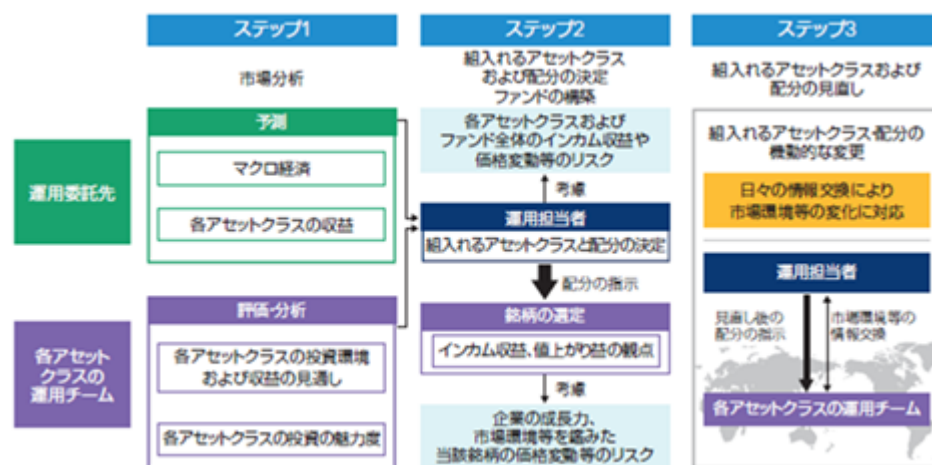 ステップ1
市場分析
運用委託先
予測
マクロ経済
各アセットクラスの収益
各アセット
クラスの
運用チーム
評価・分析
各アセットクラスの投資環境
および収益の見通し
各アセットクラスの投資の魅力度
ステップ2
組入れるアセットクラス
および配分の決定
ファンドの構築
各アセットクラスおよび
ファンド全体のインカム収益や
価格変動等のリスク
考慮
運用担当者
組入れるアセットクラスと配分の決定
配分の指示
銘柄の選定
インカム収益、値上がり益の観点
考慮
企業の成長力、
市場環境等を鑑みた
当該銘柄の価格変動等のリスク
ステップ3
組入れるアセットクラスおよび
配分の見直し
組入れるアセットクラス・配分の
機動的な変更
日々の情報交換により
市場環境等の変化に対応
運用担当者
見直し後の
配分の指示
市場環境等の
情報交換
各アセットクラスの運用チーム